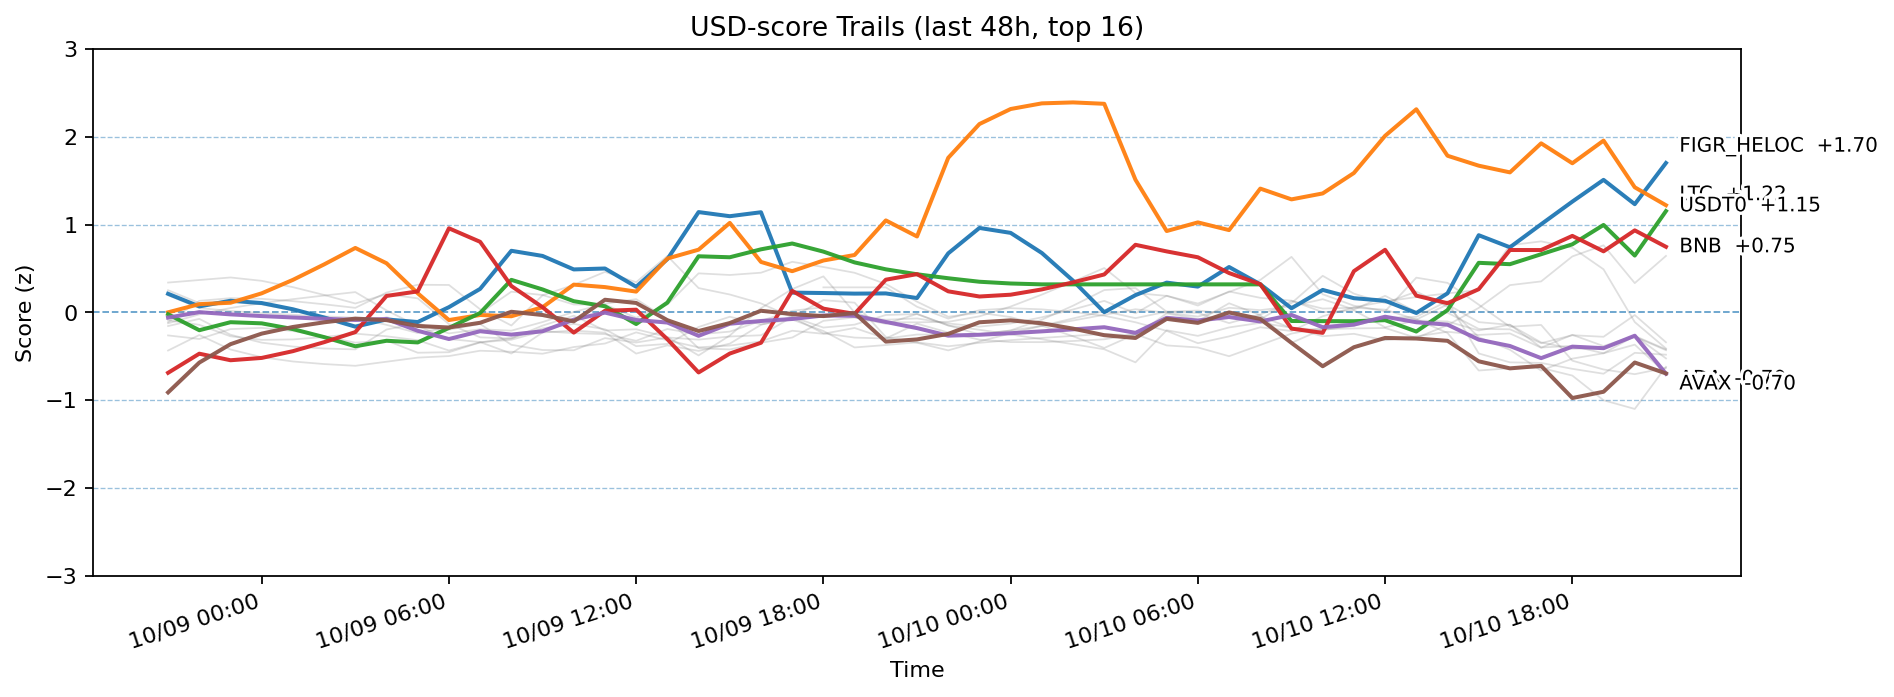 USD-score Trails (last 48h, top 16)
Score (z)
3
2
1
0
−1
−2
−3
FIGR_HELOC +1.70
LTC +1.22
USDT0 +1.15
BNB +0.75
AVAX -0.70
10/09 00:00
10/09 06:00
10/09 12:00
10/09 18:00
10/10 00:00
10/10 06:00
10/10 12:00
10/10 18:00
Time